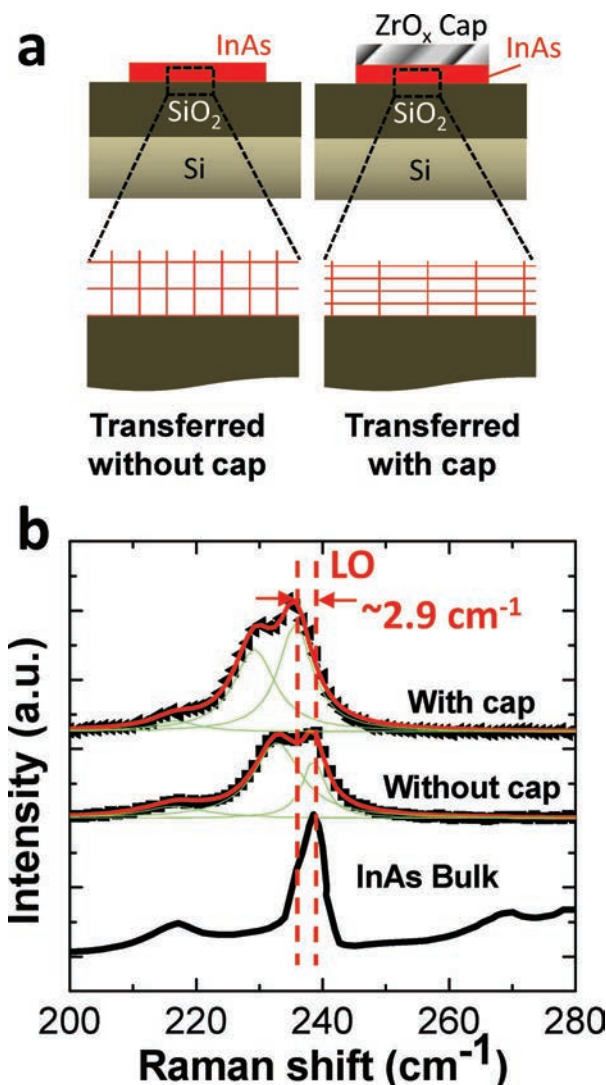 a
InAs
ZrOx Cap
InAs
SiO2
SiO2
Si
Si
Transferred
without cap
Transferred
with cap
b
LO
~2.9 cm-1
With cap
Without cap
InAs Bulk
Intensity (a.u.)
200 220 240 260 280
Raman shift (cm-1)